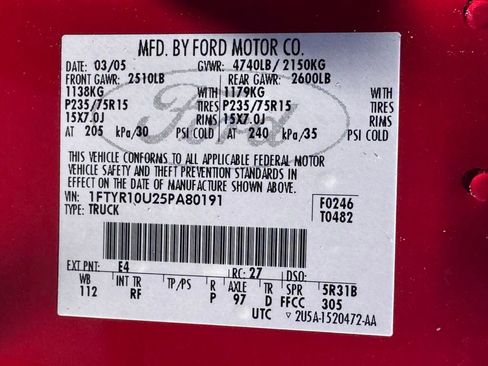 MFD. BY FORD MOTOR CO.
DATE: 03/05 GVWR: 4740LB/ 2150KG
FRONT GAWR: 2510LB REAR GAWR: 2600LB
1138KG WITH 1179KG WITH
P235/75R15 TIRES P235/75R15 TIRES
15X7.0J RIMS 15X7.0J RIMS
AT 205 kPa/30 PSI COLD AT 240 kPa/35 PSI COLD
THIS VEHICLE CONFORMS TO ALL APPLICABLE FEDERAL MOTOR
VEHICLE SAFETY AND THEFT PREVENTION STANDARDS IN
EFFECT ON THE DATE OF MANUFACTURE SHOWN ABOVE.
VIN: 1FTYR10U25PA80191 F0246
TYPE: TRUCK T0482
EXT PNT: E4 RC: 27 DSO:
WB INT TR TP/PS R AXLE TR SPR 5R31B
112 RF P 97 D FFCC 305
UTC ▽ 2U5A-1520472-AA
Ford